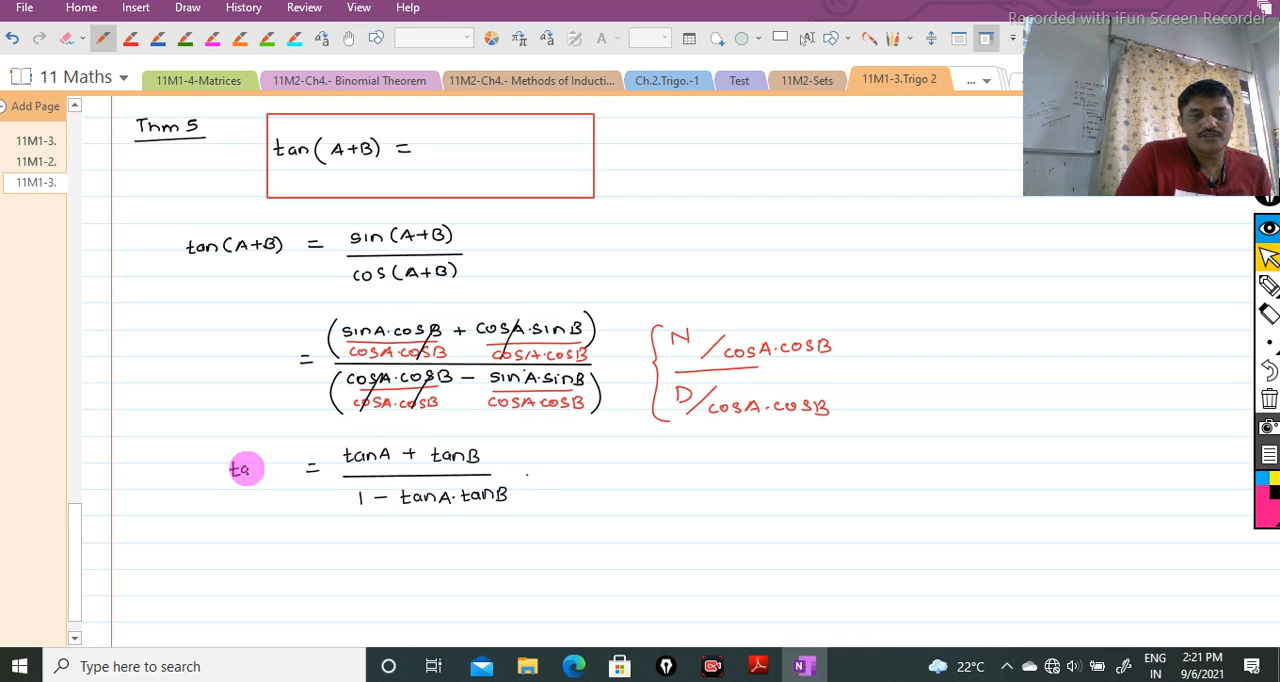 File Home Insert Draw History Review View Help
Recorded with iFun Screen Recorder
11 Maths 11M1-4-Matrices 11M2-Ch4.- Binomial Theorem 11M2-Ch4.- Methods of Inducti... Ch.2.Trigo.-1 Test 11M2-Sets 11M1-3.Trigo 2 ...
Add Page
11M1-3.
11M1-2.
11M1-3.
Thm 5
tan(A+B) =
tan(A+B) = sin(A+B)
cos(A+B)
= (sinA·cosB + cosA·sinB)
cosA·cosB cosA·cosB
(cosA·cosB - sinA·sinB)
cosA·cosB cosA cosB
{ N/cosA·cosB
D/cosA·cosB
ta = tanA + tanB
1 - tanA·tanB
Type here to search
22°C
ENG
IN
2:21 PM
9/6/2021